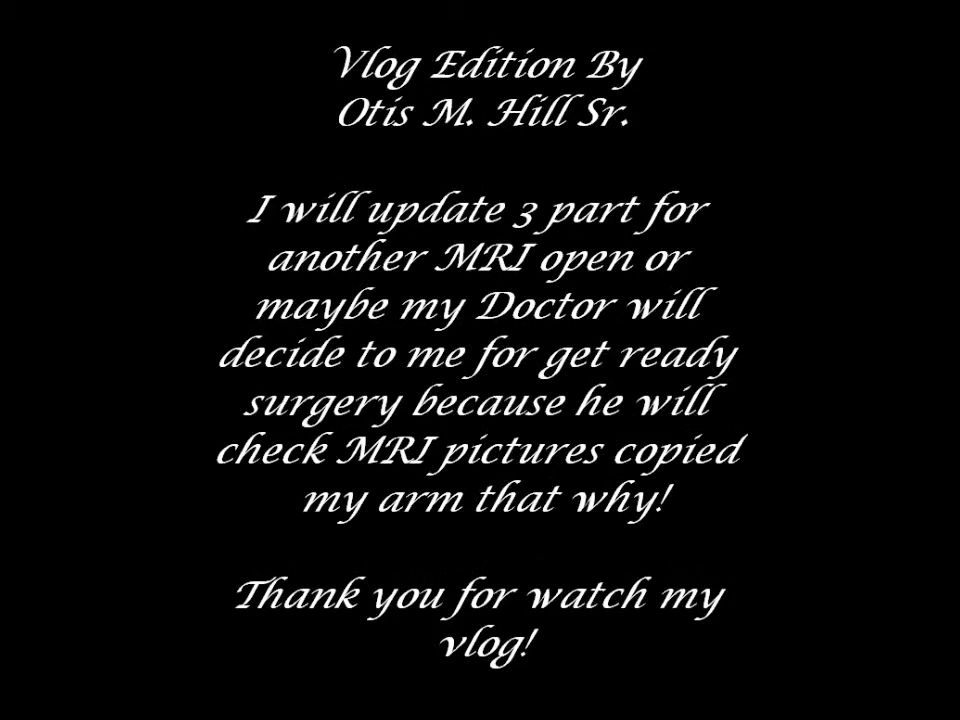 Vlog Edition By
Otis M. Hill Sr.
I will update 3 part for
another MRI open or
maybe my Doctor will
decide to me for get ready
surgery because he will
check MRI pictures copied
my arm that why!
Thank you for watch my
vlog!